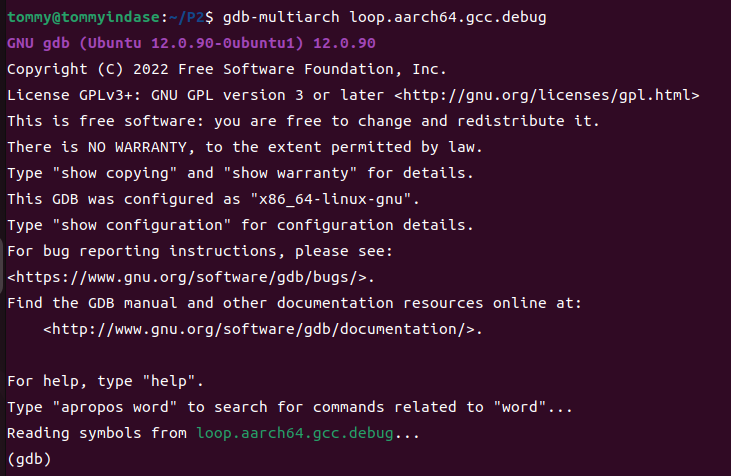 tommy@tommyindase:~/P2$ gdb-multiarch loop.aarch64.gcc.debug
GNU gdb (Ubuntu 12.0.90-0ubuntu1) 12.0.90
Copyright (C) 2022 Free Software Foundation, Inc.
License GPLv3+: GNU GPL version 3 or later <http://gnu.org/licenses/gpl.html>
This is free software: you are free to change and redistribute it.
There is NO WARRANTY, to the extent permitted by law.
Type "show copying" and "show warranty" for details.
This GDB was configured as "x86_64-linux-gnu".
Type "show configuration" for configuration details.
For bug reporting instructions, please see:
<https://www.gnu.org/software/gdb/bugs/>.
Find the GDB manual and other documentation resources online at:
    <http://www.gnu.org/software/gdb/documentation/>.

For help, type "help".
Type "apropos word" to search for commands related to "word"...
Reading symbols from loop.aarch64.gcc.debug...
(gdb)